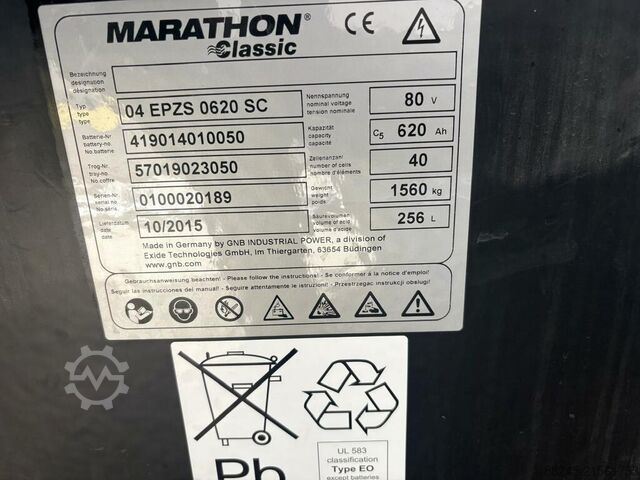 MARATHON®
Classic
CE
Bezeichnung
designation
désignation
Typ
type
type
04 EPZS 0620 SC
Nennspannung
nominal voltage
tension nominale
80 V
Batterie-Nr
battery-no.
No.batterie
419014010050
Kapazität
capacity
capacité
C5 620 Ah
Trog-Nr.
tray-no.
No.coffre
57019023050
Zellenanzahl
number of cells
nombre d'éléments
40
Serien-Nr
serial no
No.série
0100020189
Gewicht
weight
poids
1560 kg
Lieferdatum
date
date
10/2015
Säurevolumen
volume of acid
volume d'acide
256 L
Made in Germany by GNB INDUSTRIAL POWER, a division of
Exide Technologies GmbH, Im Thiergarten, 63654 Büdingen
www.gnb.com
Gebrauchsanweisung beachten! - Please follow the instructions! - Se conformer à la notice d'emploi!
Seguir las instrucciones del manual! - Seguire attentamente le istruzioni! - Przestrzegac instrukcji obslugi!
Pb
UL 583
classification
Type EO
except batteries